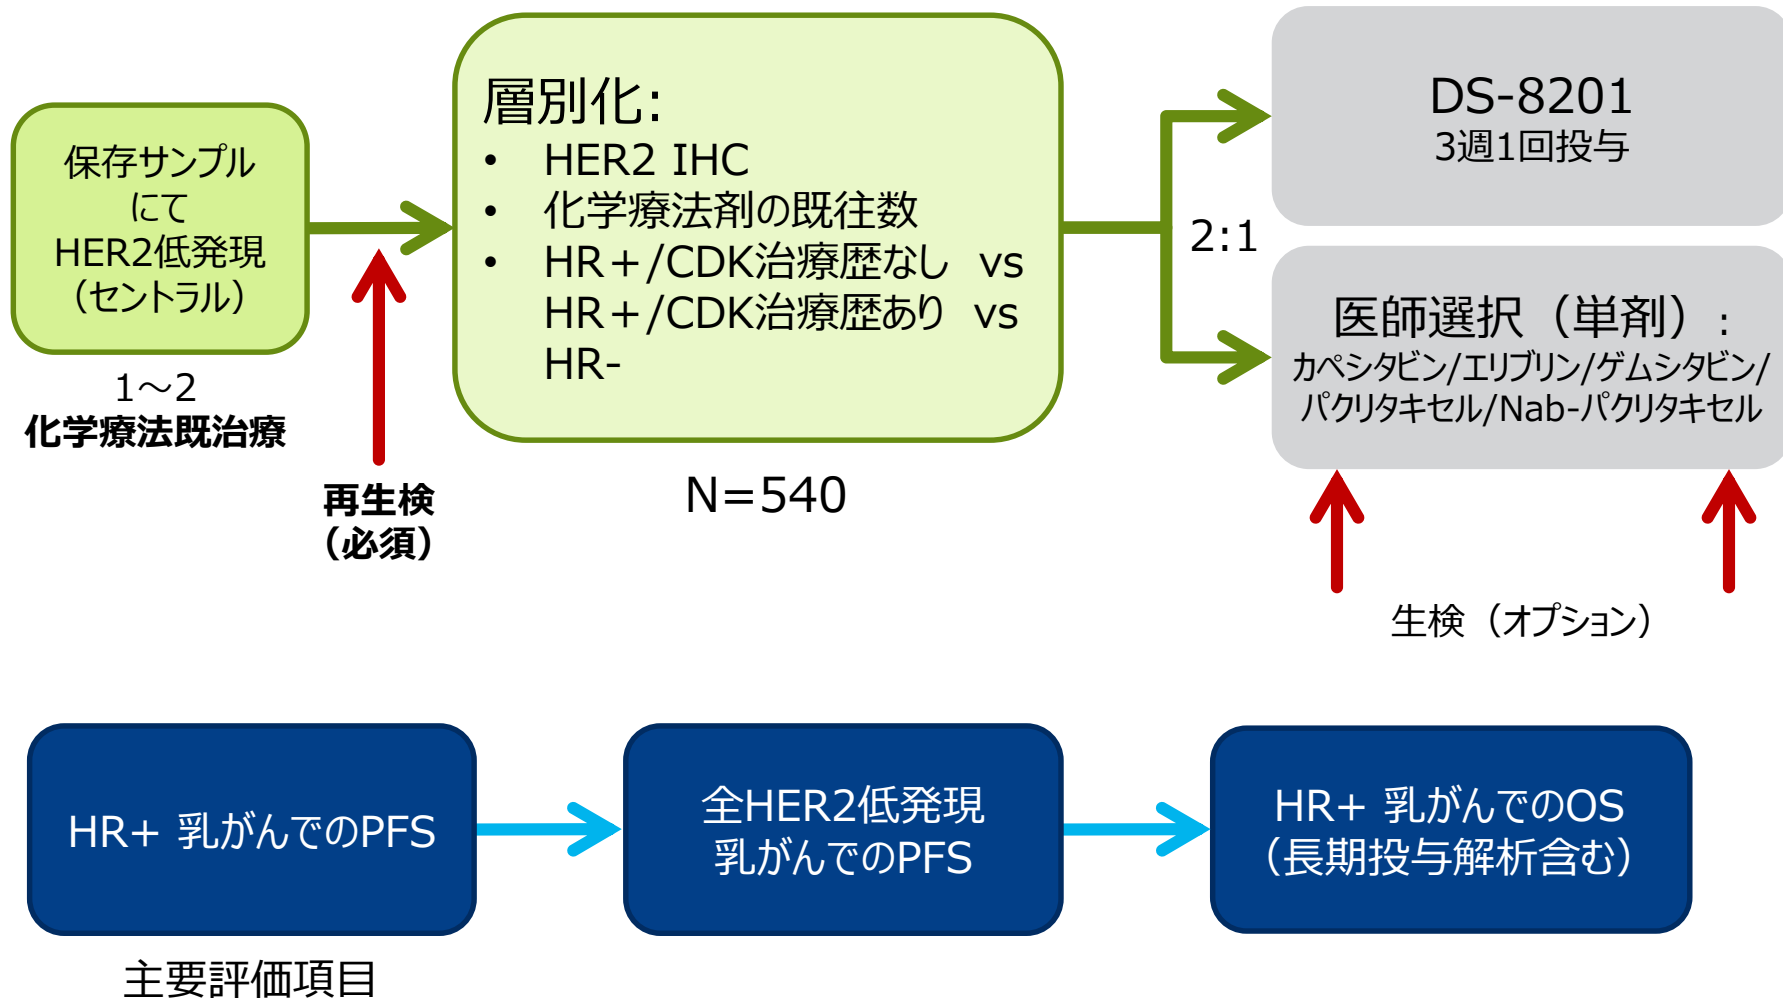 保存サンプル
にて
HER2低発現
（セントラル）
1～2
化学療法既治療
再生検
（必須）
層別化:
• HER2 IHC
• 化学療法剤の既往数
• HR＋/CDK治療歴なし vs
HR＋/CDK治療歴あり vs
HR-
N=540
2:1
DS-8201
3週1回投与
医師選択（単剤）:
カペシタビン/エリブリン/ゲムシタビン/
パクリタキセル/Nab-パクリタキセル
生検（オプション）
HR+ 乳がんでのPFS
全HER2低発現
乳がんでのPFS
HR+ 乳がんでのOS
（長期投与解析含む）
主要評価項目